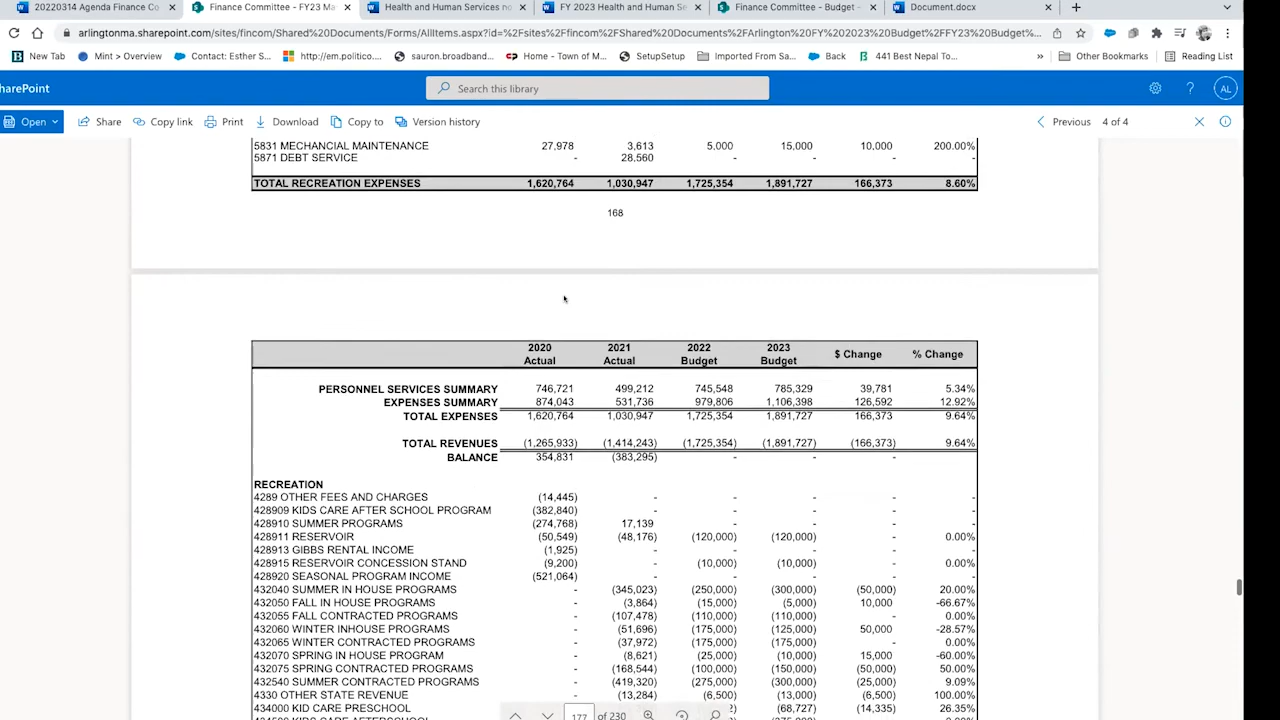 20220314 Agenda Finance Co
Finance Committee - FY23 Ma
Health and Human Services no
FY 2023 Health and Human Se
Finance Committee - Budget -
Document.docx
arlingtonma.sharepoint.com/sites/fincom/Shared%20Documents/Forms/AllItems.aspx?id=%2Fsites%2Ffincom%2FShared%20Documents%2FArlington%20FY%202023%20Budget%2FFY23%20Budget%...
New Tab
Mint > Overview
Contact: Esther S...
http://em.politico....
sauron.broadband...
Home - Town of M...
SetupSetup
Imported From Sa...
Back
441 Best Nepal To...
»
Other Bookmarks
Reading List
harePoint
Search this library
?
AL
Open
Share
Copy link
Print
Download
Copy to
Version history
Previous
4 of 4
5831 MECHANCIAL MAINTENANCE 27,978 3,613 5,000 15,000 10,000 200.00%
5871 DEBT SERVICE - 28,560 - - - -
TOTAL RECREATION EXPENSES 1,620,764 1,030,947 1,725,354 1,891,727 166,373 8.60%
168
2020 Actual 2021 Actual 2022 Budget 2023 Budget $ Change % Change
PERSONNEL SERVICES SUMMARY 746,721 499,212 745,548 785,329 39,781 5.34%
EXPENSES SUMMARY 874,043 531,736 979,806 1,106,398 126,592 12.92%
TOTAL EXPENSES 1,620,764 1,030,947 1,725,354 1,891,727 166,373 9.64%
TOTAL REVENUES (1,265,933) (1,414,243) (1,725,354) (1,891,727) (166,373) 9.64%
BALANCE 354,831 (383,295) - - -
RECREATION
4289 OTHER FEES AND CHARGES (14,445) - - - - -
428909 KIDS CARE AFTER SCHOOL PROGRAM (382,840) - - - - -
428910 SUMMER PROGRAMS (274,768) 17,139 - - - -
428911 RESERVOIR (50,549) (48,176) (120,000) (120,000) - 0.00%
428913 GIBBS RENTAL INCOME (1,925) - - - - -
428915 RESERVOIR CONCESSION STAND (9,200) - (10,000) (10,000) - 0.00%
428920 SEASONAL PROGRAM INCOME (521,064) - - - - -
432040 SUMMER IN HOUSE PROGRAMS - (345,023) (250,000) (300,000) (50,000) 20.00%
432050 FALL IN HOUSE PROGRAMS - (3,864) (15,000) (5,000) 10,000 -66.67%
432055 FALL CONTRACTED PROGRAMS - (107,478) (110,000) (110,000) - 0.00%
432060 WINTER INHOUSE PROGRAMS - (51,696) (175,000) (125,000) 50,000 -28.57%
432065 WINTER CONTRACTED PROGRAMS - (37,972) (175,000) (175,000) - 0.00%
432070 SPRING IN HOUSE PROGRAM - (8,621) (25,000) (10,000) 15,000 -60.00%
432075 SPRING CONTRACTED PROGRAMS - (168,544) (100,000) (150,000) (50,000) 50.00%
432540 SUMMER CONTRACTED PROGRAMS - (419,320) (275,000) (300,000) (25,000) 9.09%
4330 OTHER STATE REVENUE - (13,284) (6,500) (13,000) (6,500) 100.00%
434000 KID CARE PRESCHOOL (68,727) (14,335) 26.35%
177 of 230